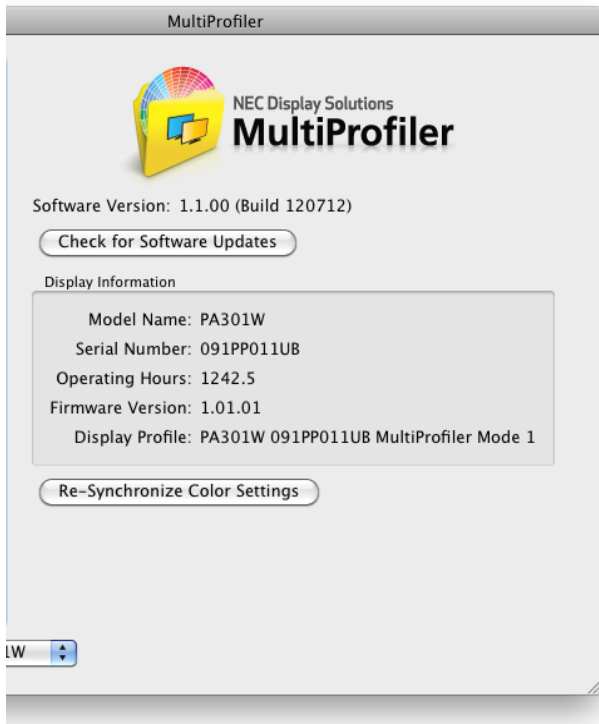 MultiProfiler
NEC Display Solutions
MultiProfiler
Software Version: 1.1.00 (Build 120712)
Check for Software Updates
Display Information
Model Name: PA301W
Serial Number: 091PP011UB
Operating Hours: 1242.5
Firmware Version: 1.01.01
Display Profile: PA301W 091PP011UB MultiProfiler Mode 1
Re-Synchronize Color Settings
1W